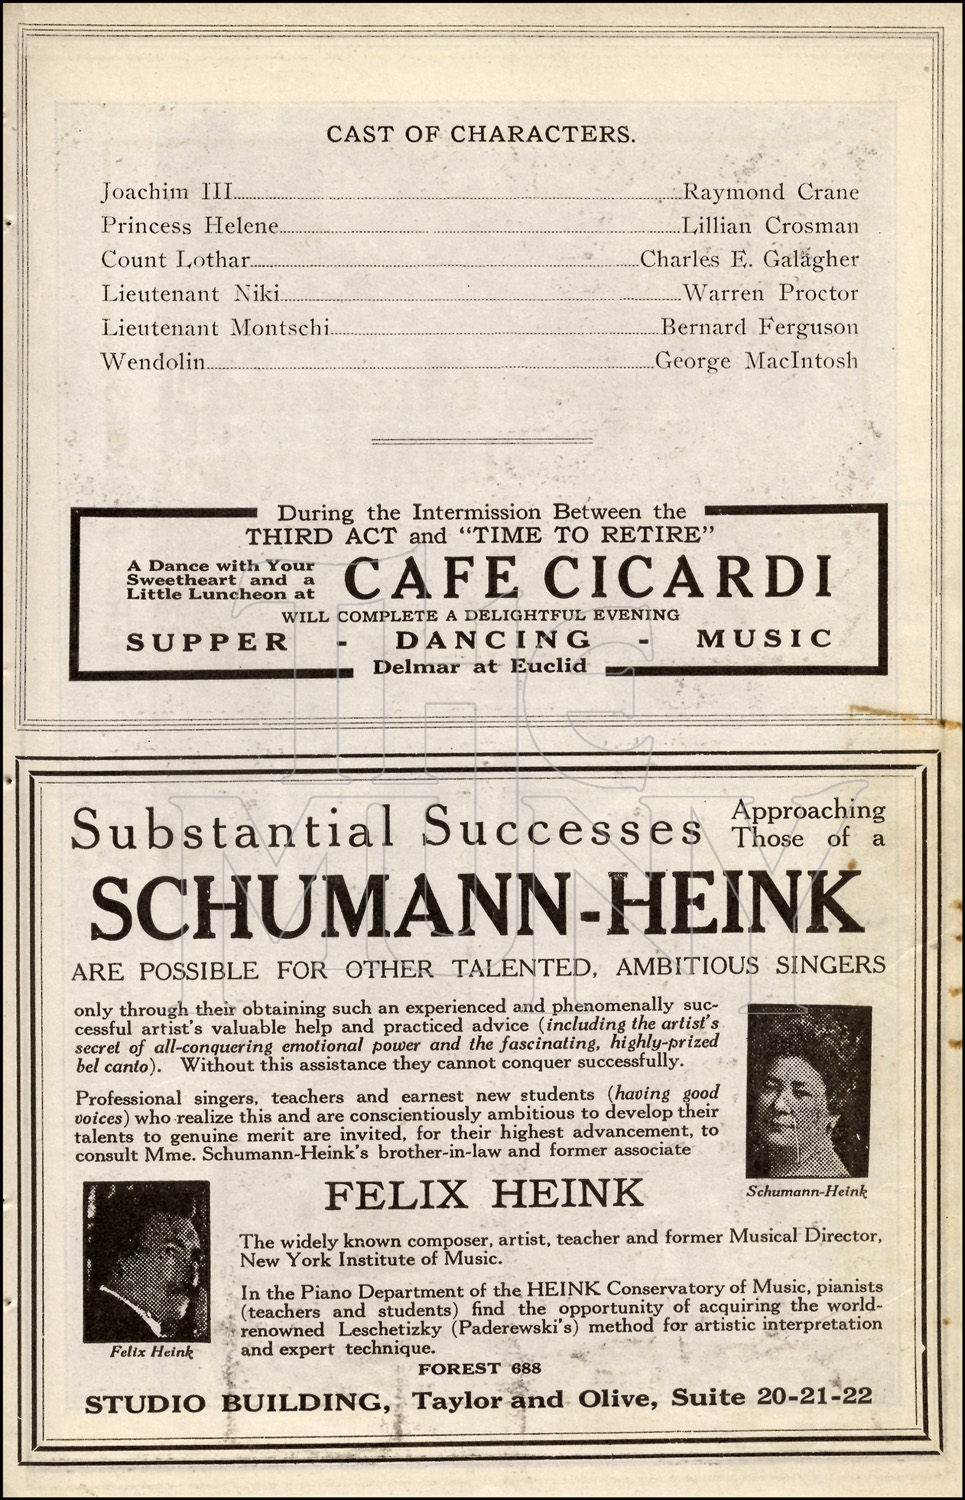 CAST OF CHARACTERS.
Joachim III........Raymond Crane
Princess Helene........Lillian Crosman
Count Lothar........Charles E. Galagher
Lieutenant Niki........Warren Proctor
Lieutenant Montschi........Bernard Ferguson
Wendolin........George MacIntosh
During the Intermission Between the
THIRD ACT and "TIME TO RETIRE"
A Dance with Your
Sweetheart and a
Little Luncheon at
CAFE CICARDI
WILL COMPLETE A DELIGHTFUL EVENING
SUPPER - DANCING - MUSIC
Delmar at Euclid
THE
MUNY
Substantial Successes
Approaching
Those of a
SCHUMANN-HEINK
ARE POSSIBLE FOR OTHER TALENTED, AMBITIOUS SINGERS
only through their obtaining such an experienced and phenomenally suc-
cessful artist's valuable help and practiced advice (including the artist's
secret of all-conquering emotional power and the fascinating, highly-prized
bel canto). Without this assistance they cannot conquer successfully.
Professional singers, teachers and earnest new students (having good
voices) who realize this and are conscientiously ambitious to develop their
talents to genuine merit are invited, for their highest advancement, to
consult Mme. Schumann-Heink's brother-in-law and former associate
Schumann-Heink
FELIX HEINK
The widely known composer, artist, teacher and former Musical Director,
New York Institute of Music.
In the Piano Department of the HEINK Conservatory of Music, pianists
(teachers and students) find the opportunity of acquiring the world-
renowned Leschetizky (Paderewski's) method for artistic interpretation
and expert technique.
Felix Heink
FOREST 688
STUDIO BUILDING, Taylor and Olive, Suite 20-21-22